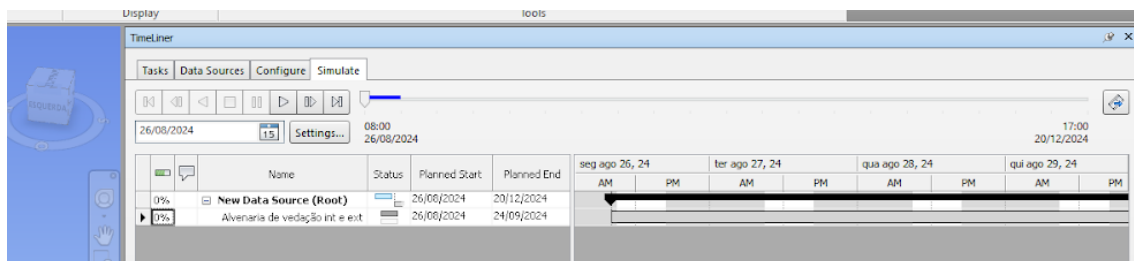 Display
Tools
TimeLiner
Tasks Data Sources Configure Simulate
26/08/2024 15 Settings... 08:00 17:00
26/08/2024 20/12/2024
Name Status Planned Start Planned End seg ago 26, 24 ter ago 27, 24 qua ago 28, 24 qui ago 29, 24
AM PM AM PM AM PM AM PM
0% New Data Source (Root) 26/08/2024 20/12/2024
0% Alvenaria de vedação int e ext 26/08/2024 24/09/2024
ESQUERDA